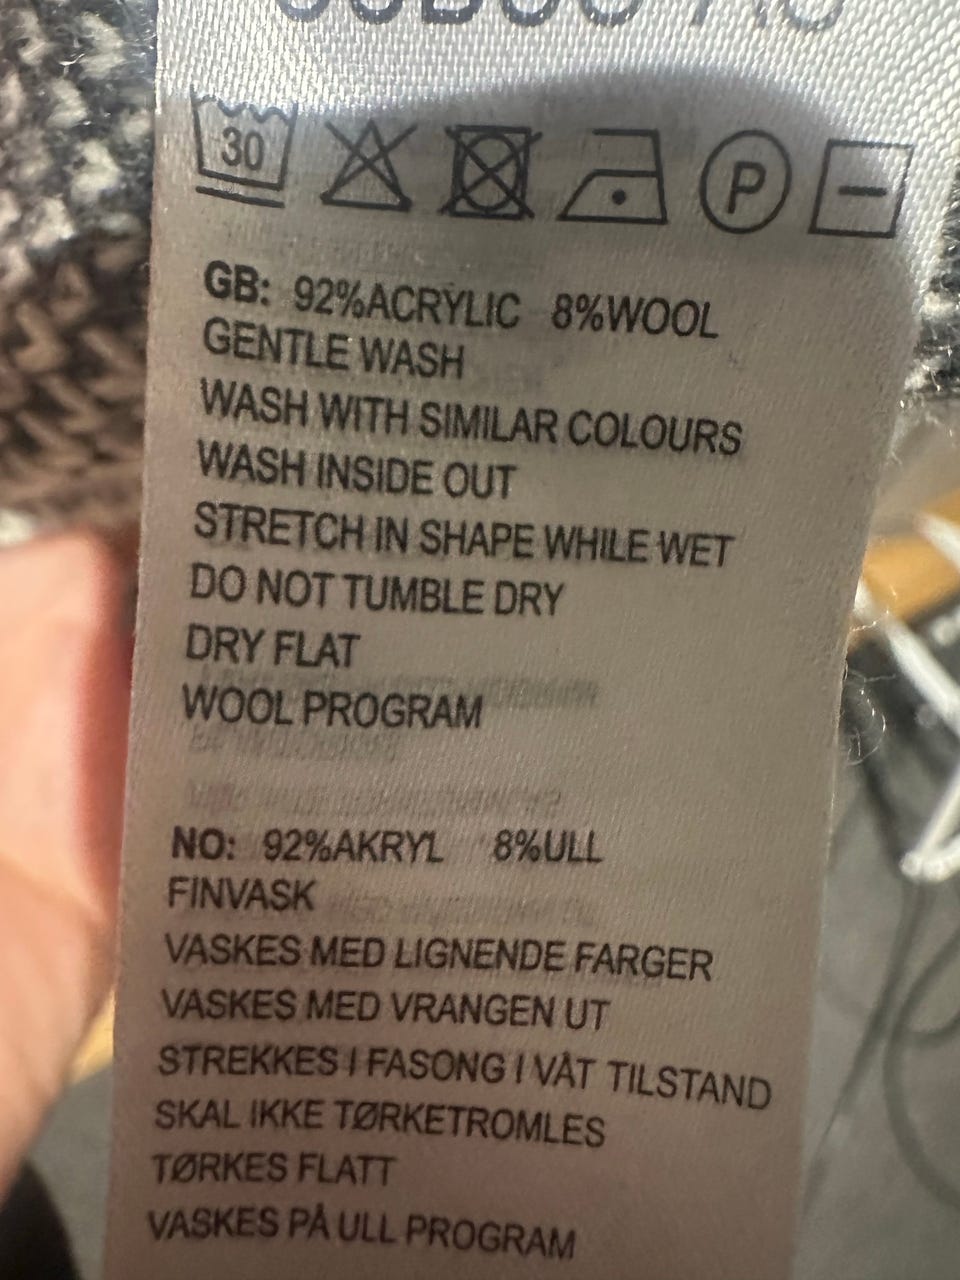 30
P
GB: 92%ACRYLIC 8%WOOL
GENTLE WASH
WASH WITH SIMILAR COLOURS
WASH INSIDE OUT
STRETCH IN SHAPE WHILE WET
DO NOT TUMBLE DRY
DRY FLAT
WOOL PROGRAM
NO: 92%AKRYL 8%ULL
FINVASK
VASKES MED LIGNENDE FARGER
VASKES MED VRANGEN UT
STREKKES I FASONG I VÅT TILSTAND
SKAL IKKE TØRKETROMLES
TØRKES FLATT
VASKES PÅ ULL PROGRAM